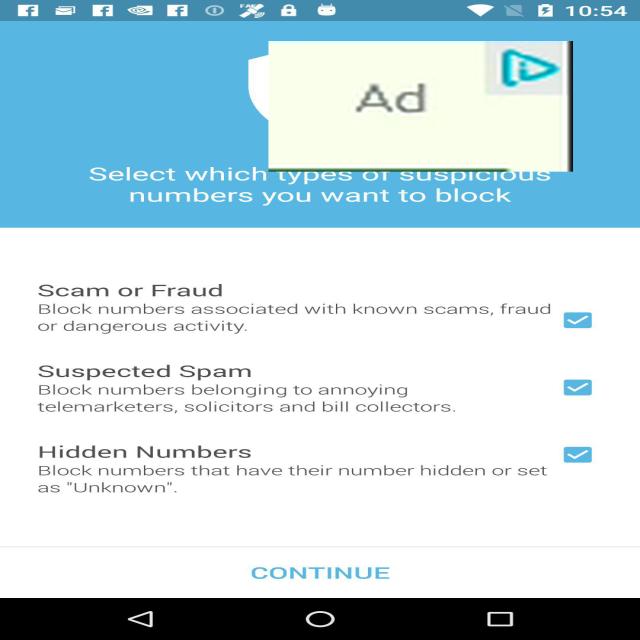 10:54
Ad
Select which types of suspicious
numbers you want to block
Scam or Fraud
Block numbers associated with known scams, fraud
or dangerous activity.
Suspected Spam
Block numbers belonging to annoying
telemarketers, solicitors and bill collectors.
Hidden Numbers
Block numbers that have their number hidden or set
as "Unknown".
CONTINUE